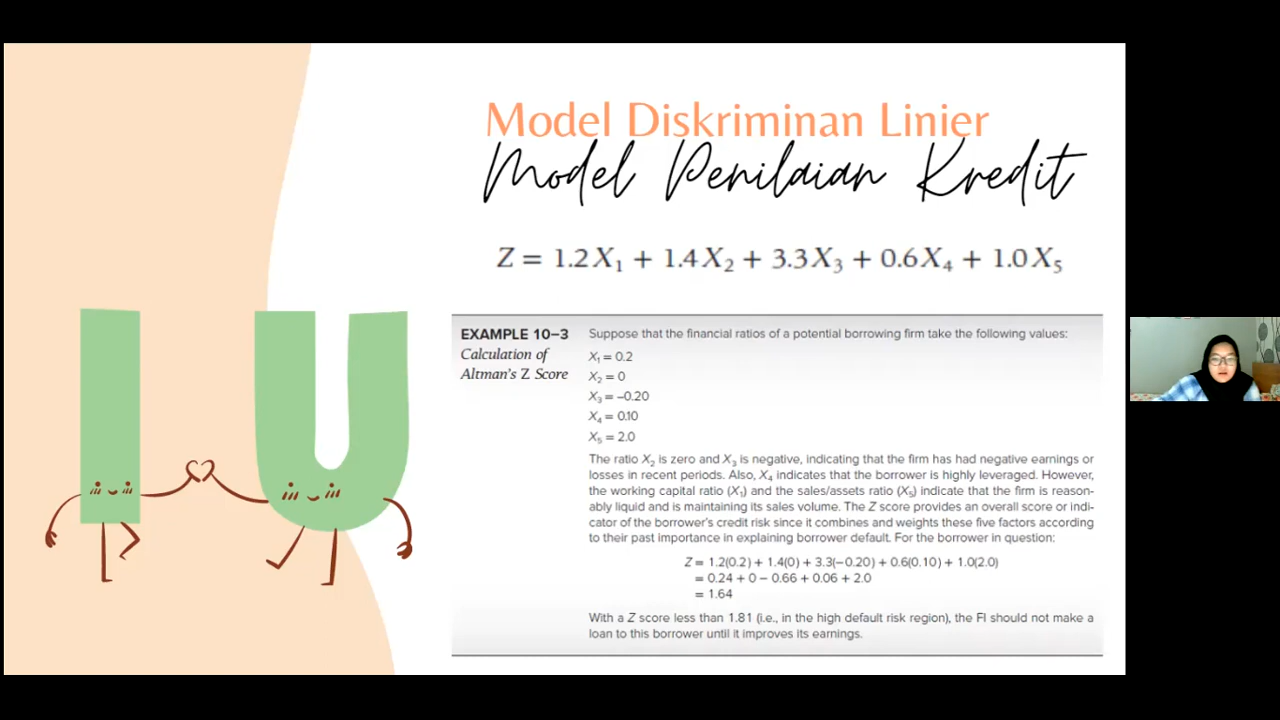 Model Diskriminan Linier
Model Penilaian Kredit
Z = 1.2X₁ + 1.4X₂ + 3.3X₃ + 0.6X₄ + 1.0X₅
I U
EXAMPLE 10–3
Calculation of
Altman's Z Score
Suppose that the financial ratios of a potential borrowing firm take the following values:
X₁ = 0.2
X₂ = 0
X₃ = –0.20
X₄ = 0.10
X₅ = 2.0
The ratio X₂ is zero and X₃ is negative, indicating that the firm has had negative earnings or
losses in recent periods. Also, X₄ indicates that the borrower is highly leveraged. However,
the working capital ratio (X₁) and the sales/assets ratio (X₅) indicate that the firm is reason-
ably liquid and is maintaining its sales volume. The Z score provides an overall score or indi-
cator of the borrower's credit risk since it combines and weights these five factors according
to their past importance in explaining borrower default. For the borrower in question:
Z = 1.2(0.2) + 1.4(0) + 3.3(–0.20) + 0.6(0.10) + 1.0(2.0)
= 0.24 + 0 – 0.66 + 0.06 + 2.0
= 1.64
With a Z score less than 1.81 (i.e., in the high default risk region), the FI should not make a
loan to this borrower until it improves its earnings.